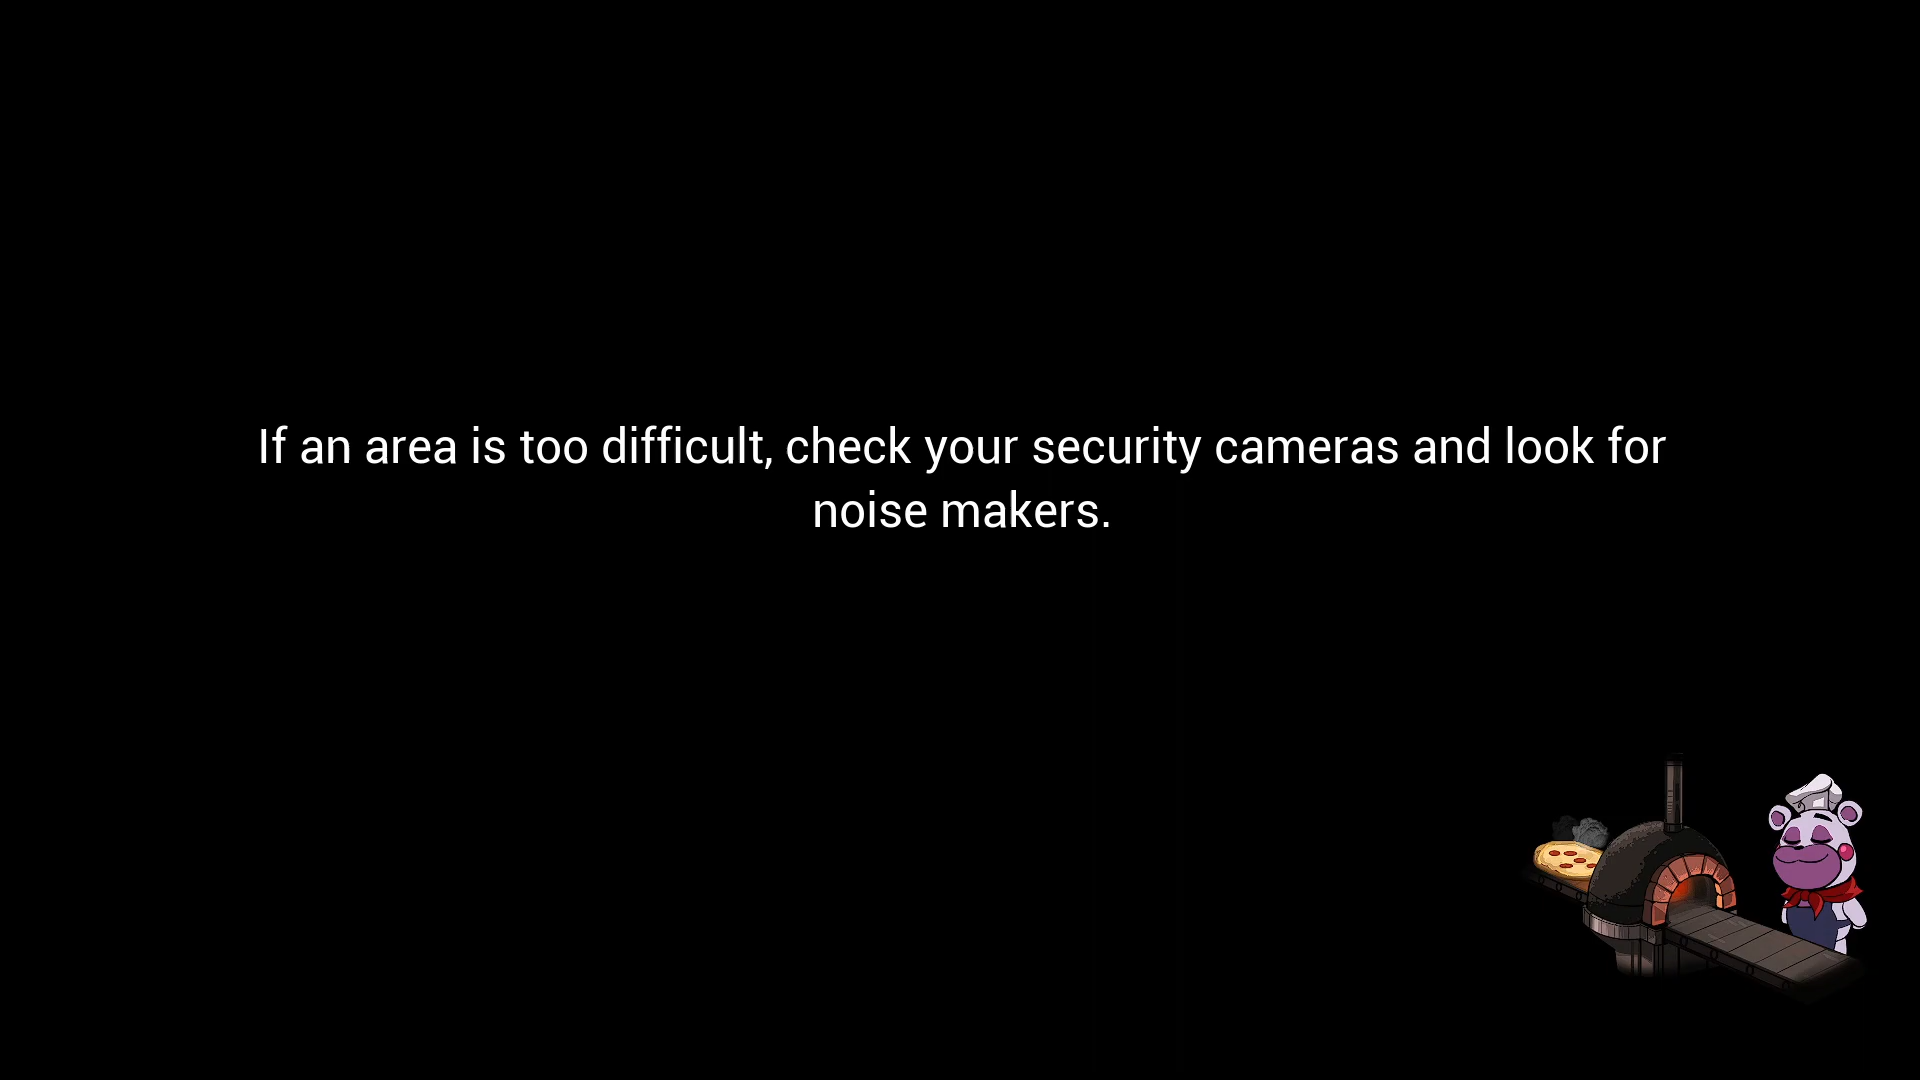 If an area is too difficult, check your security cameras and look for
noise makers.